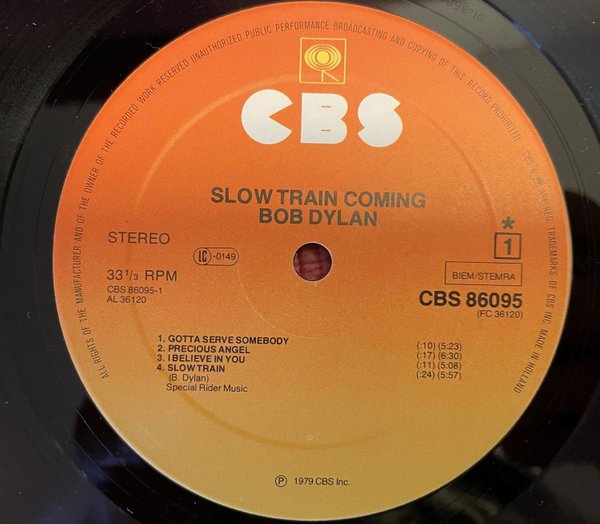 ALL RIGHTS OF THE MANUFACTURER AND OF THE OWNER OF THE RECORDED WORK RESERVED UNAUTHORIZED PUBLIC PERFORMANCE BROADCASTING AND COPYING OF THIS RECORD PROHIBITED
TRADEMARKS OF CBS INC. MADE IN HOLLAND
CBS
SLOW TRAIN COMING
BOB DYLAN
STEREO
LC -0149
*
1
33 1/3 RPM
BIEM/STEMRA
CBS 86095-1
CBS 86095
AL 36120
(FC 36120)
1. GOTTA SERVE SOMEBODY (:10) (5:23)
2. PRECIOUS ANGEL (:17) (6:30)
3. I BELIEVE IN YOU (:11) (5:08)
4. SLOW TRAIN (:24) (5:57)
(B. Dylan)
Special Rider Music
℗ 1979 CBS Inc.